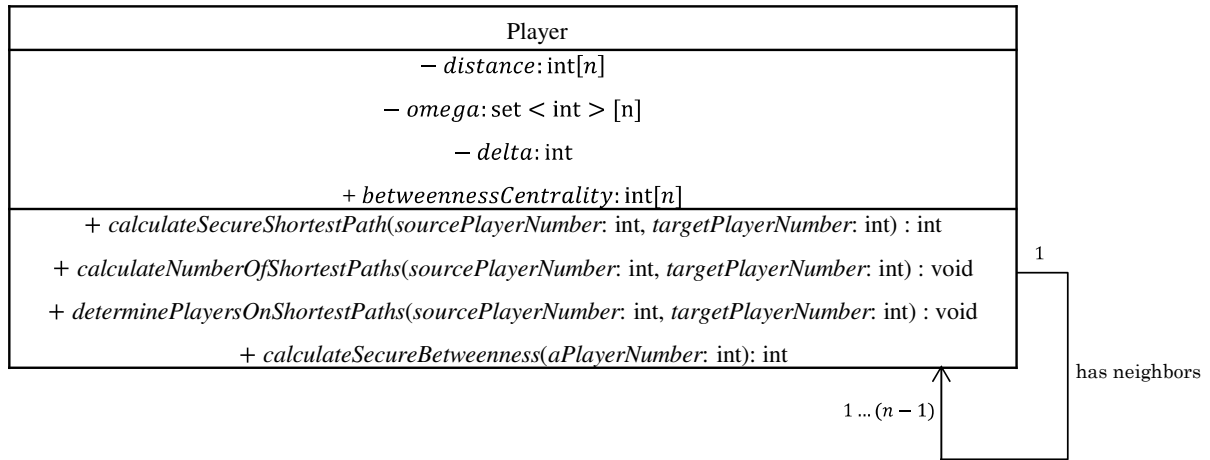 Player
− distance: int[n]
− omega: set < int > [n]
− delta: int
+ betweennessCentrality: int[n]
+ calculateSecureShortestPath(sourcePlayerNumber: int, targetPlayerNumber: int) : int
+ calculateNumberOfShortestPaths(sourcePlayerNumber: int, targetPlayerNumber: int) : void
+ determinePlayersOnShortestPaths(sourcePlayerNumber: int, targetPlayerNumber: int) : void
+ calculateSecureBetweenness(aPlayerNumber: int): int
1
has neighbors
1 … (n − 1)